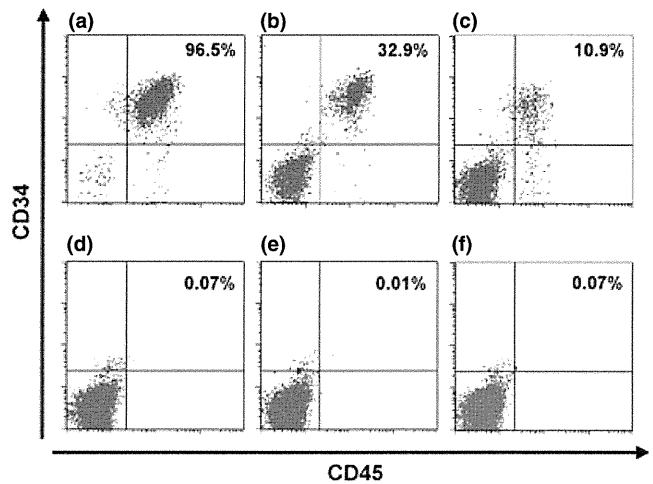 (a)
96.5%
(b)
32.9%
(c)
10.9%
CD34
(d)
0.07%
(e)
0.01%
(f)
0.07%
CD45